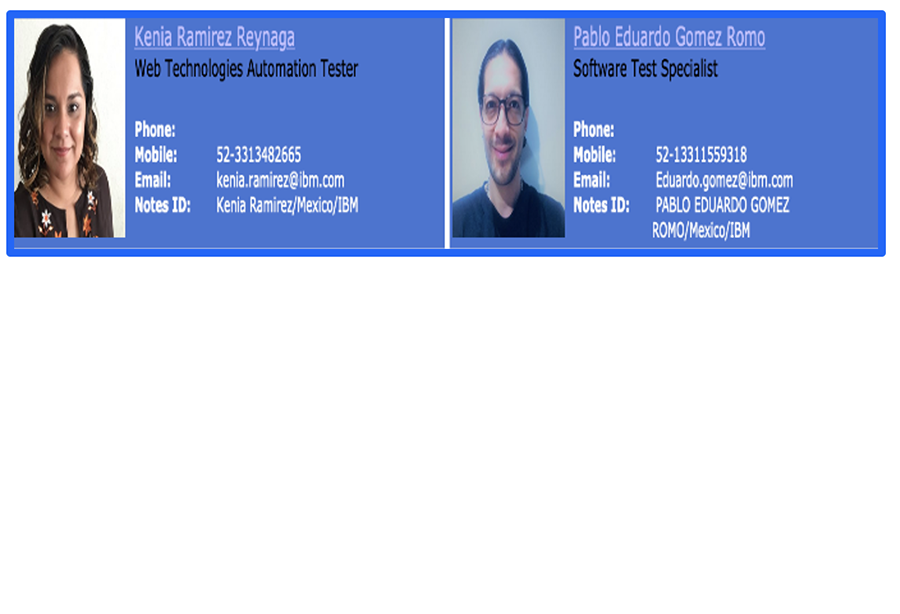 Kenia Ramirez Reynaga
Web Technologies Automation Tester
Phone:
Mobile: 52-3313482665
Email: kenia.ramirez@ibm.com
Notes ID: Kenia Ramirez/Mexico/IBM
Pablo Eduardo Gomez Romo
Software Test Specialist
Phone:
Mobile: 52-13311559318
Email: Eduardo.gomez@ibm.com
Notes ID: PABLO EDUARDO GOMEZ
ROMO/Mexico/IBM